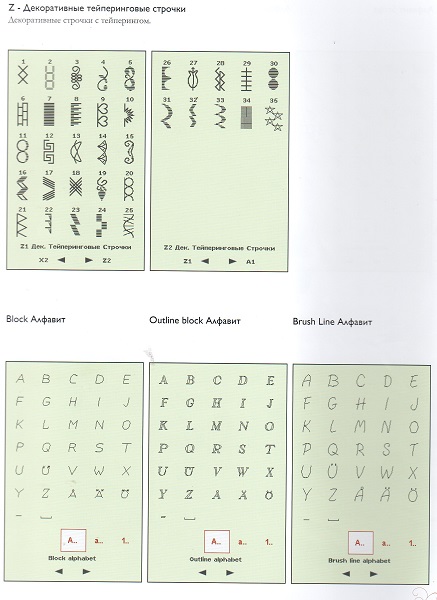 Z - Декоративные тейперинговые строчки
Декоративные строчки с тейперингом.
1 2 3 4 5
6 7 8 9 10
11 12 13 14 15
16 17 18 19 20
21 22 23 24 25
Z1 Дек. Тейперинговые Строчки
X2 Z2
26 27 28 29 30
31 32 33 34 35
Z2 Дек. Тейперинговые Строчки
Z1 A1
Block Алфавит
A B C D E
F G H I J
K L M N O
P Q R S T
U Ü V W X
Y Z Å Ä Ö
– ⎵
A.. a.. 1..
Block alphabet
Outline block Алфавит
A B C D E
F G H I J
K L M N O
P Q R S T
U Ü V W X
Y Z Å Ä Ö
– ⎵
A.. a.. 1..
Outline alphabet
Brush Line Алфавит
A B C D E
F G H I J
K L M N O
P Q R S T
U Ü V W X
Y Z Å Ä Ö
– ⎵
A.. a.. 1..
Brush line alphabet